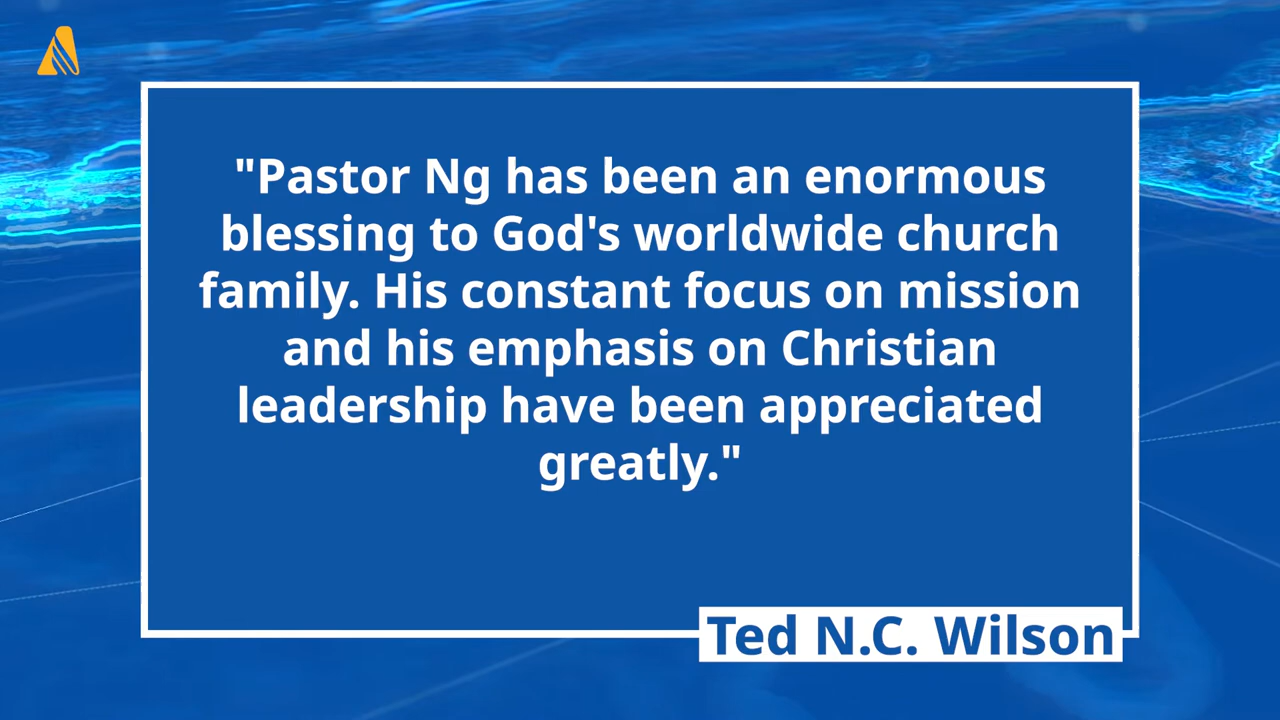 "Pastor Ng has been an enormous
blessing to God's worldwide church
family. His constant focus on mission
and his emphasis on Christian
leadership have been appreciated
greatly."
Ted N.C. Wilson